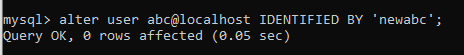 mysql> alter user abc@localhost IDENTIFIED BY 'newabc';
Query OK, 0 rows affected (0.05 sec)